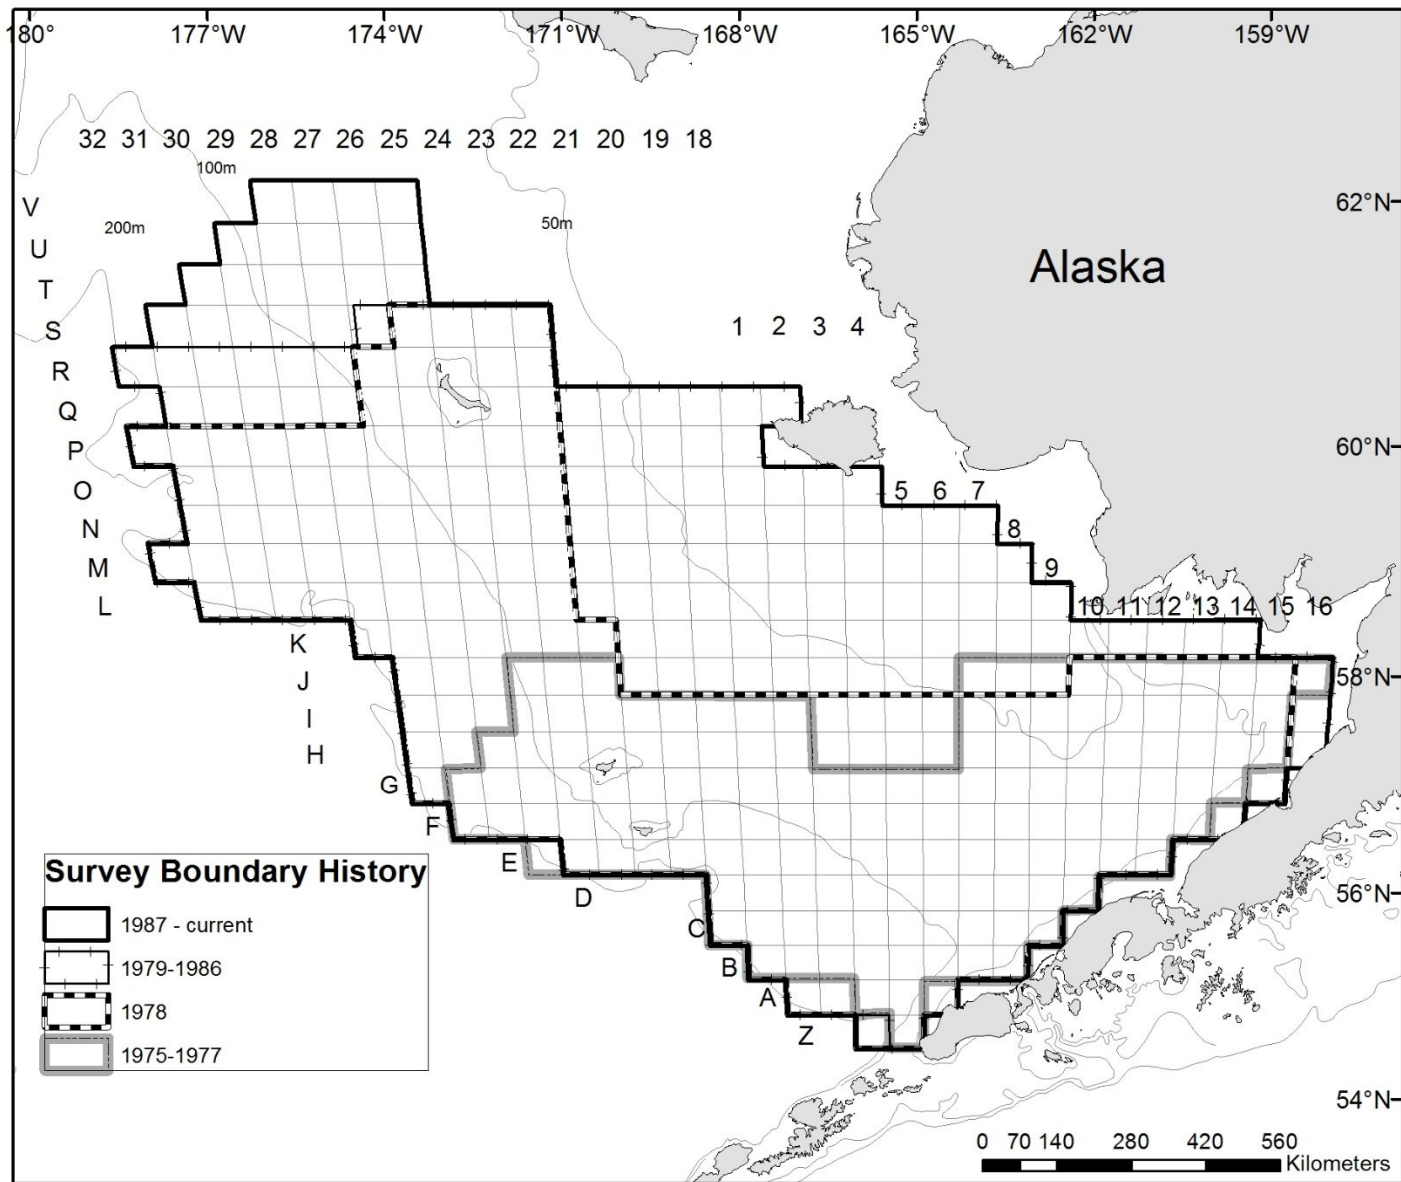 180° 177°W 174°W 171°W 168°W 165°W 162°W 159°W
32 31 30 29 28 27 26 25 24 23 22 21 20 19 18
100m
62°N
V
200m
50m
U
Alaska
T
S
1 2 3 4
R
Q
P
60°N
O
5 6 7
N
8
M
9
L
10 11 12 13 14 15 16
K
J
58°N
I
H
G
F
E
D
56°N
C
B
A
Z
Survey Boundary History
1987 - current
1979-1986
1978
1975-1977
54°N
0 70 140 280 420 560
Kilometers